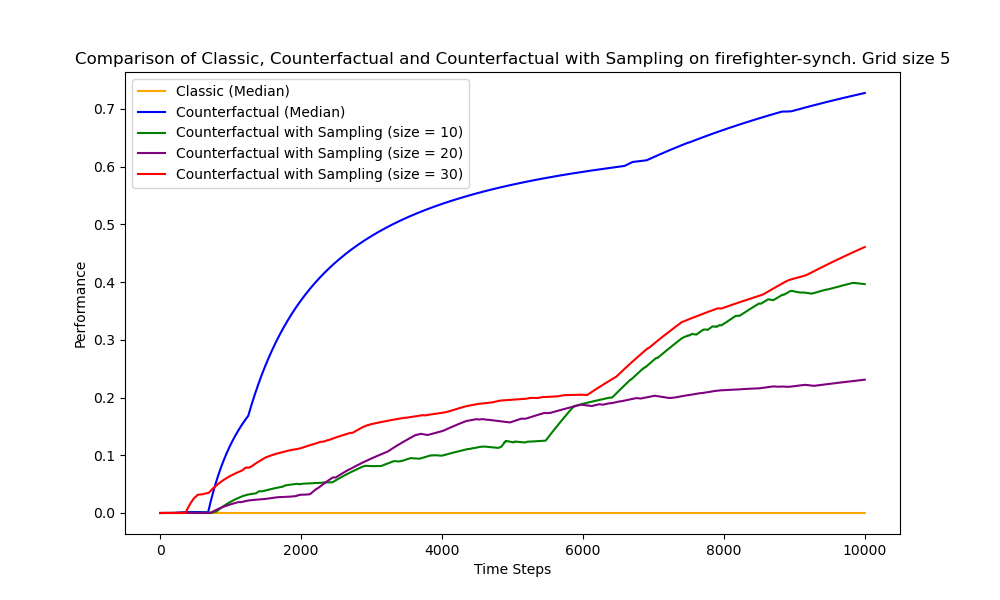 Comparison of Classic, Counterfactual and Counterfactual with Sampling on firefighter-synch. Grid size 5
Classic (Median)
Counterfactual (Median)
Counterfactual with Sampling (size = 10)
Counterfactual with Sampling (size = 20)
Counterfactual with Sampling (size = 30)
Performance
0.7
0.6
0.5
0.4
0.3
0.2
0.1
0.0
0 2000 4000 6000 8000 10000
Time Steps